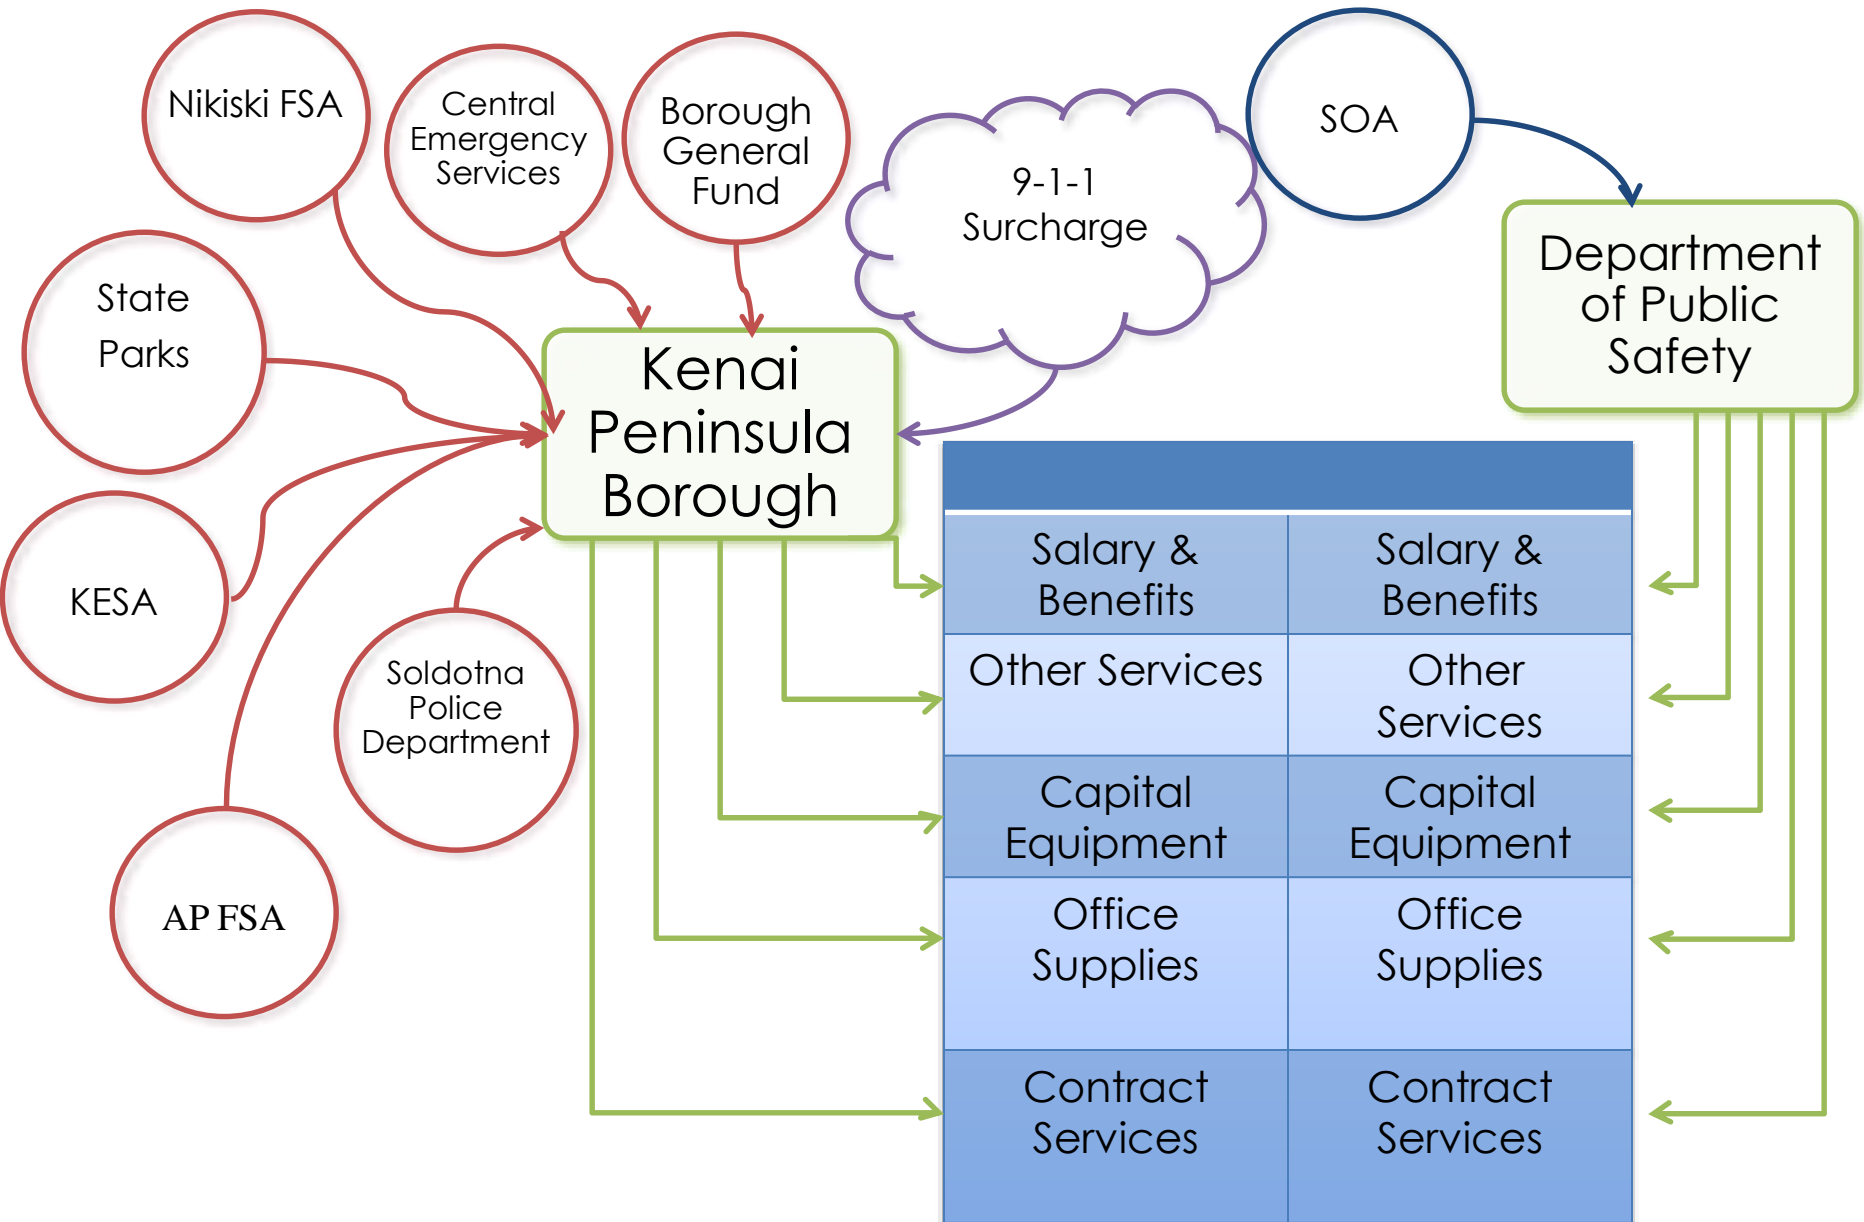 Nikiski FSA
Central
Emergency
Services
Borough
General
Fund
9-1-1
Surcharge
SOA
State
Parks
Kenai
Peninsula
Borough
Department
of Public
Safety
KESA
Soldotna
Police
Department
AP FSA
Salary &
Benefits
Salary &
Benefits
Other Services
Other
Services
Capital
Equipment
Capital
Equipment
Office
Supplies
Office
Supplies
Contract
Services
Contract
Services